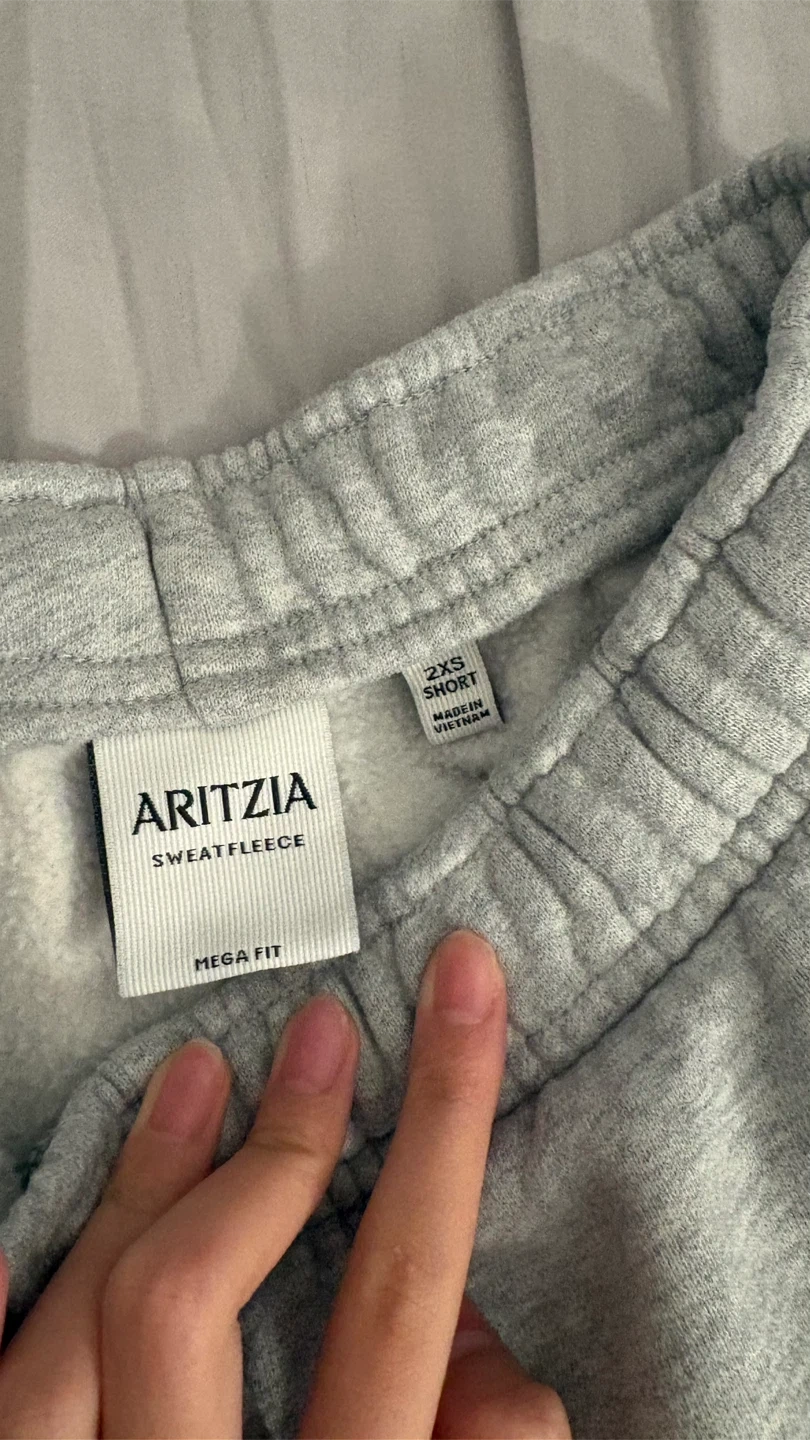 2XS
SHORT
MADE IN
VIETNAM
ARITZIA
SWEATFLEECE
MEGA FIT